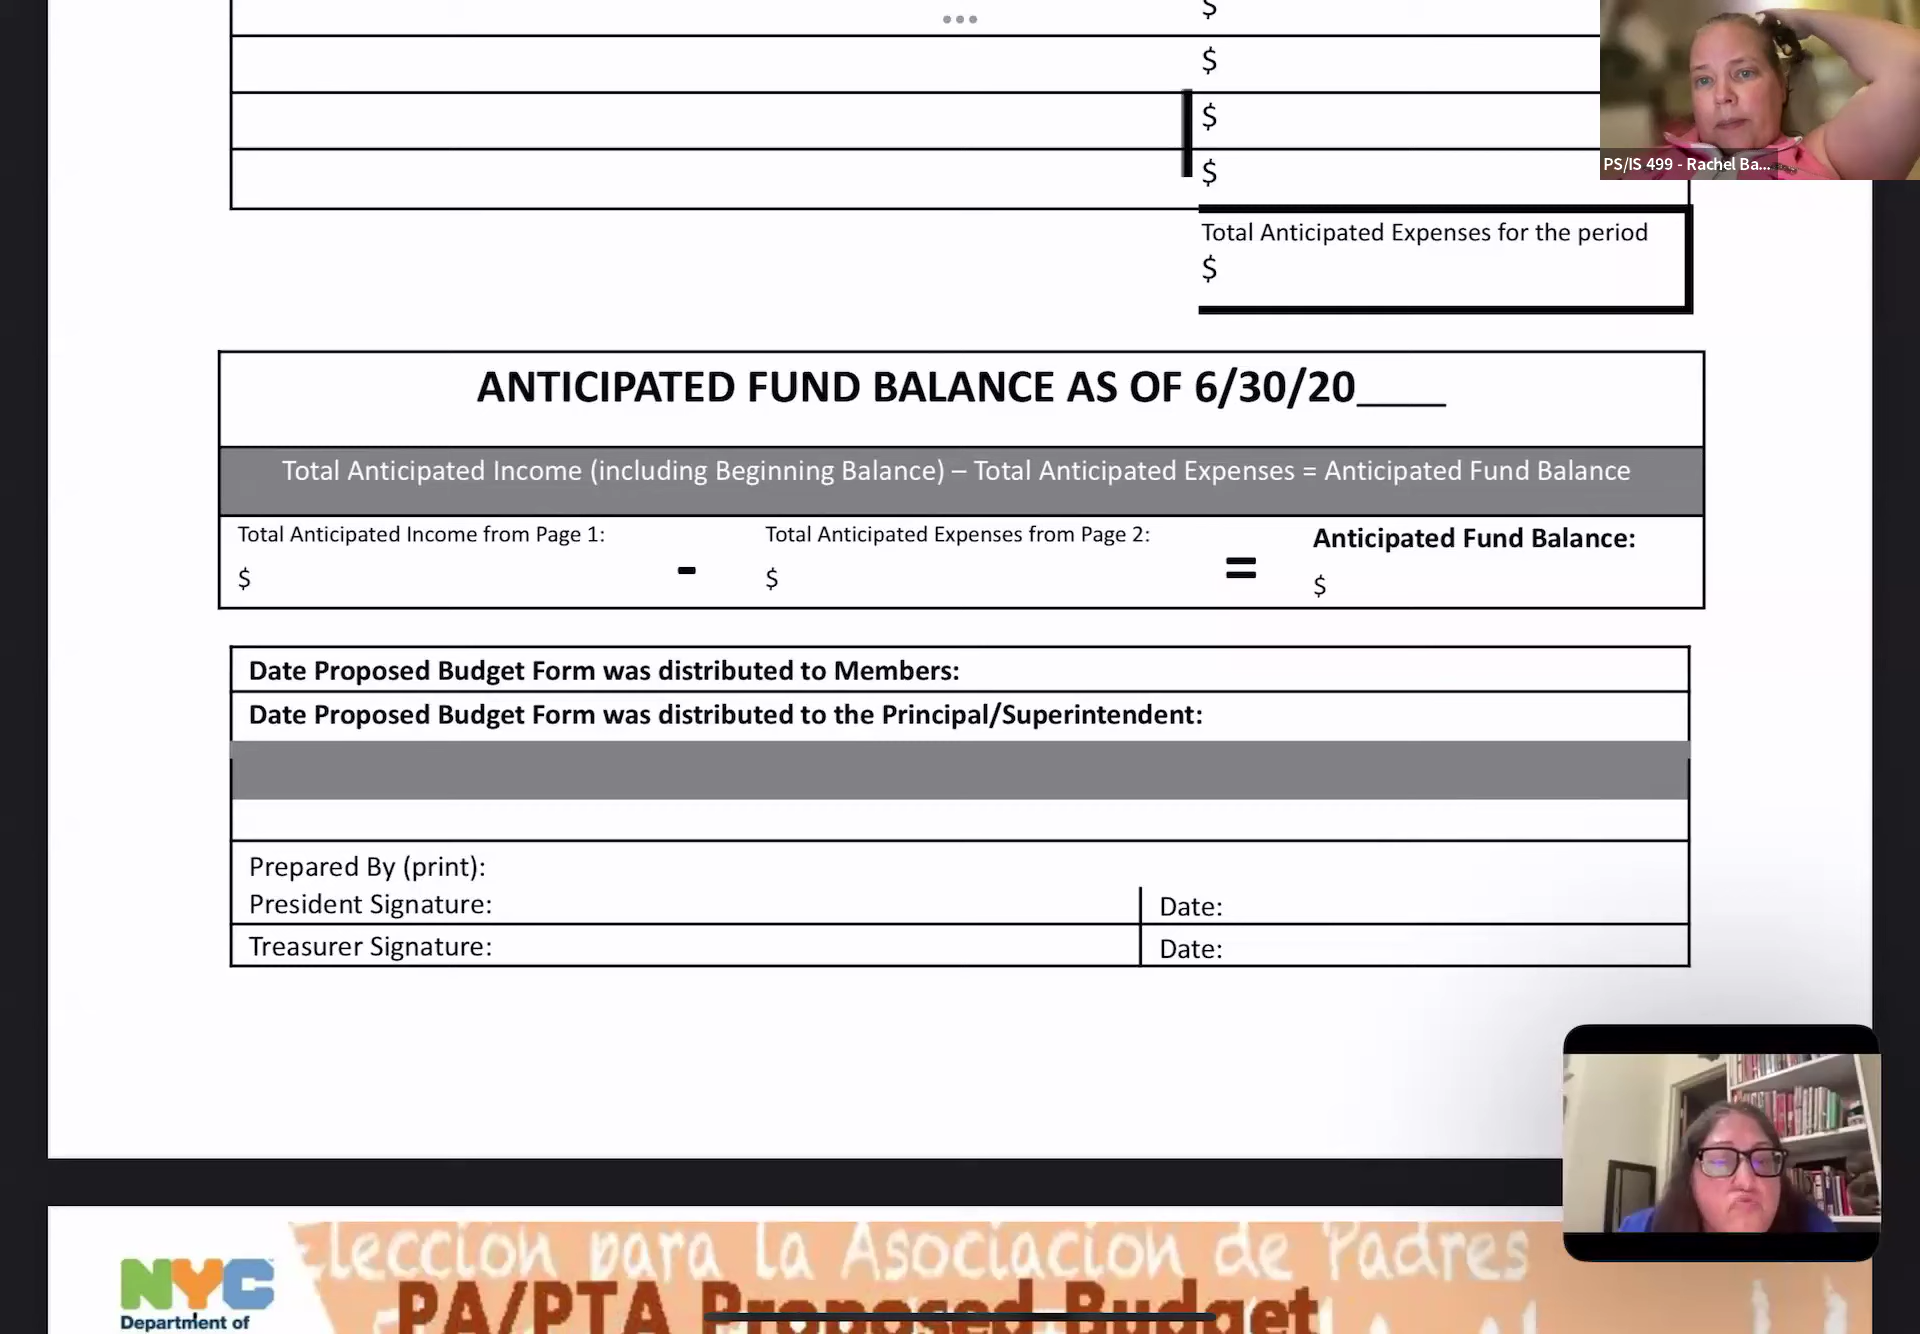 $
$
$
$
Total Anticipated Expenses for the period
$
PS/IS 499 - Rachel Ba...
ANTICIPATED FUND BALANCE AS OF 6/30/20____
Total Anticipated Income (including Beginning Balance) – Total Anticipated Expenses = Anticipated Fund Balance
Total Anticipated Income from Page 1: Total Anticipated Expenses from Page 2: Anticipated Fund Balance:
$ - $ = $
Date Proposed Budget Form was distributed to Members:
Date Proposed Budget Form was distributed to the Principal/Superintendent:
Prepared By (print):
President Signature: Date:
Treasurer Signature: Date:
leccion para la Asociacion de Padres
NYC
Department of
PA/PTA Proposed Budget